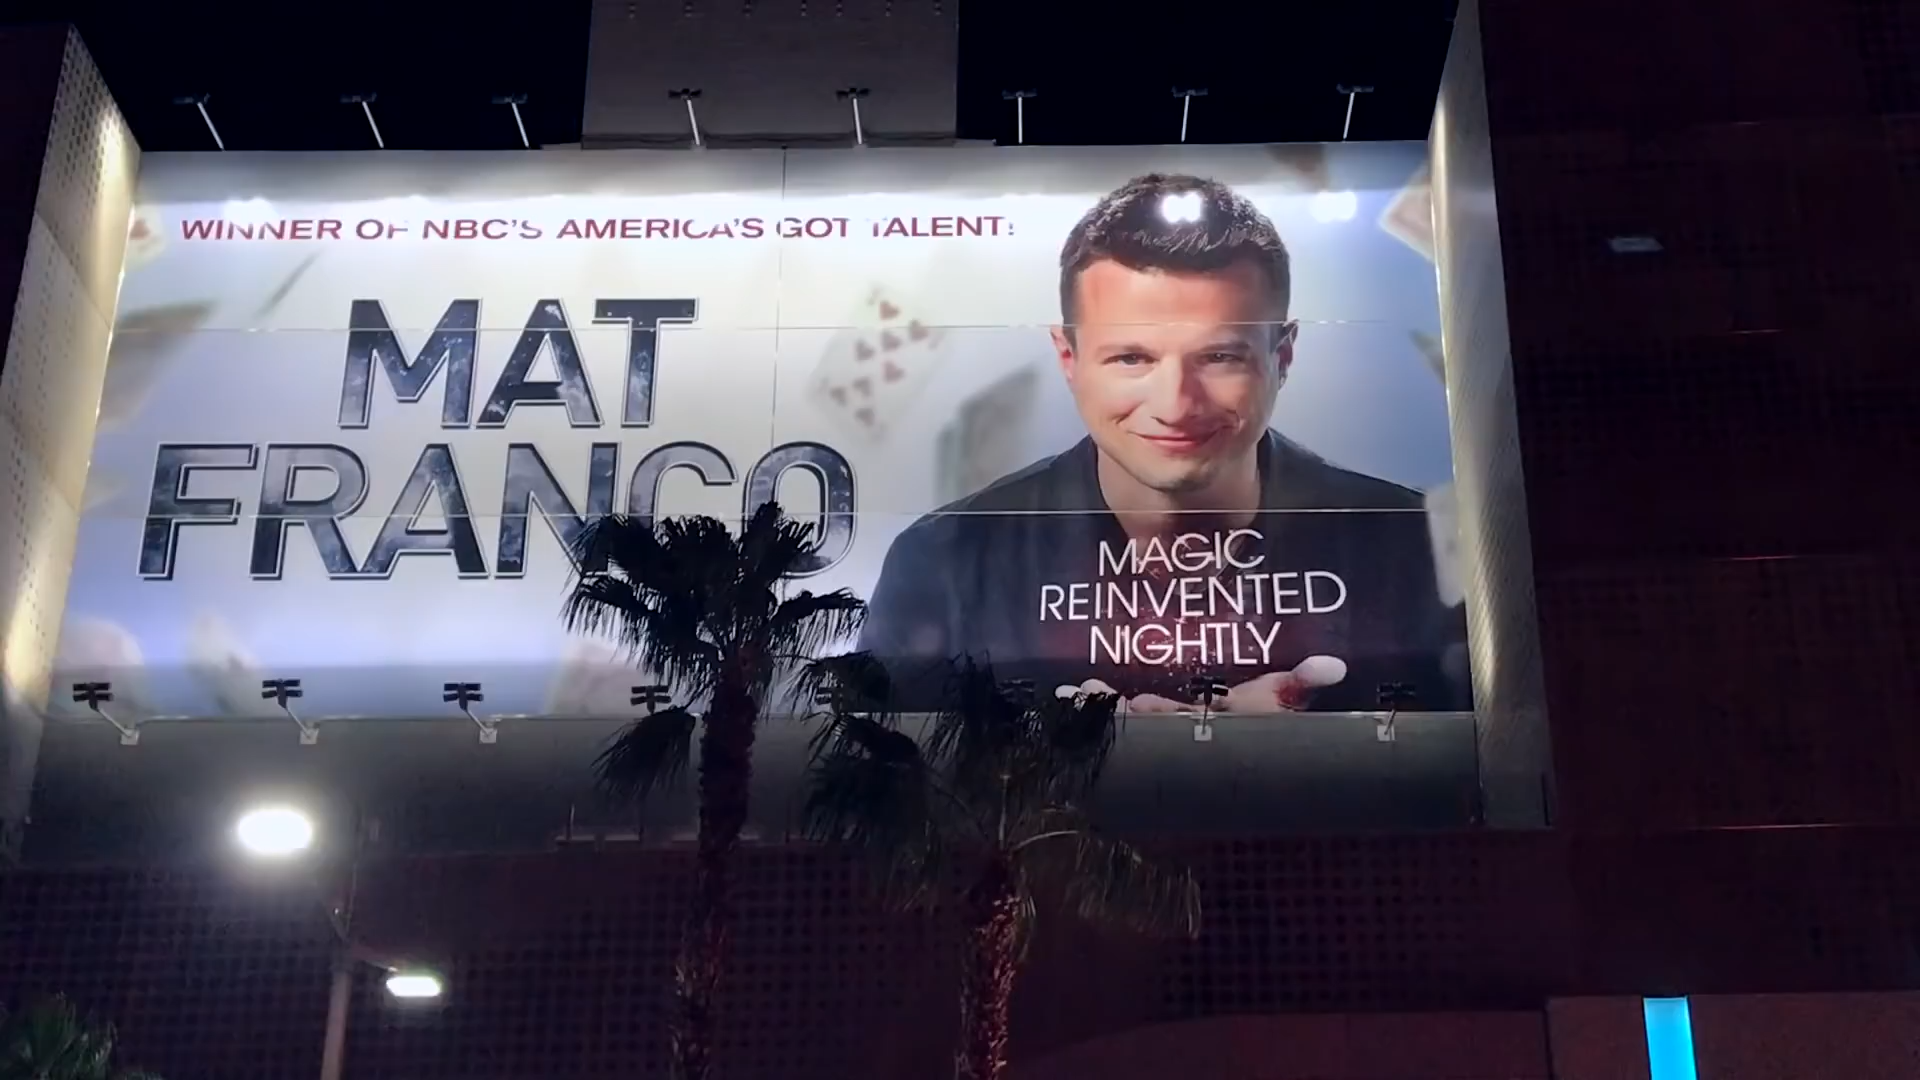 WINNER OF NBC'S AMERICA'S GOT TALENT!
MAT
FRANCO
MAGIC
REINVENTED
NIGHTLY